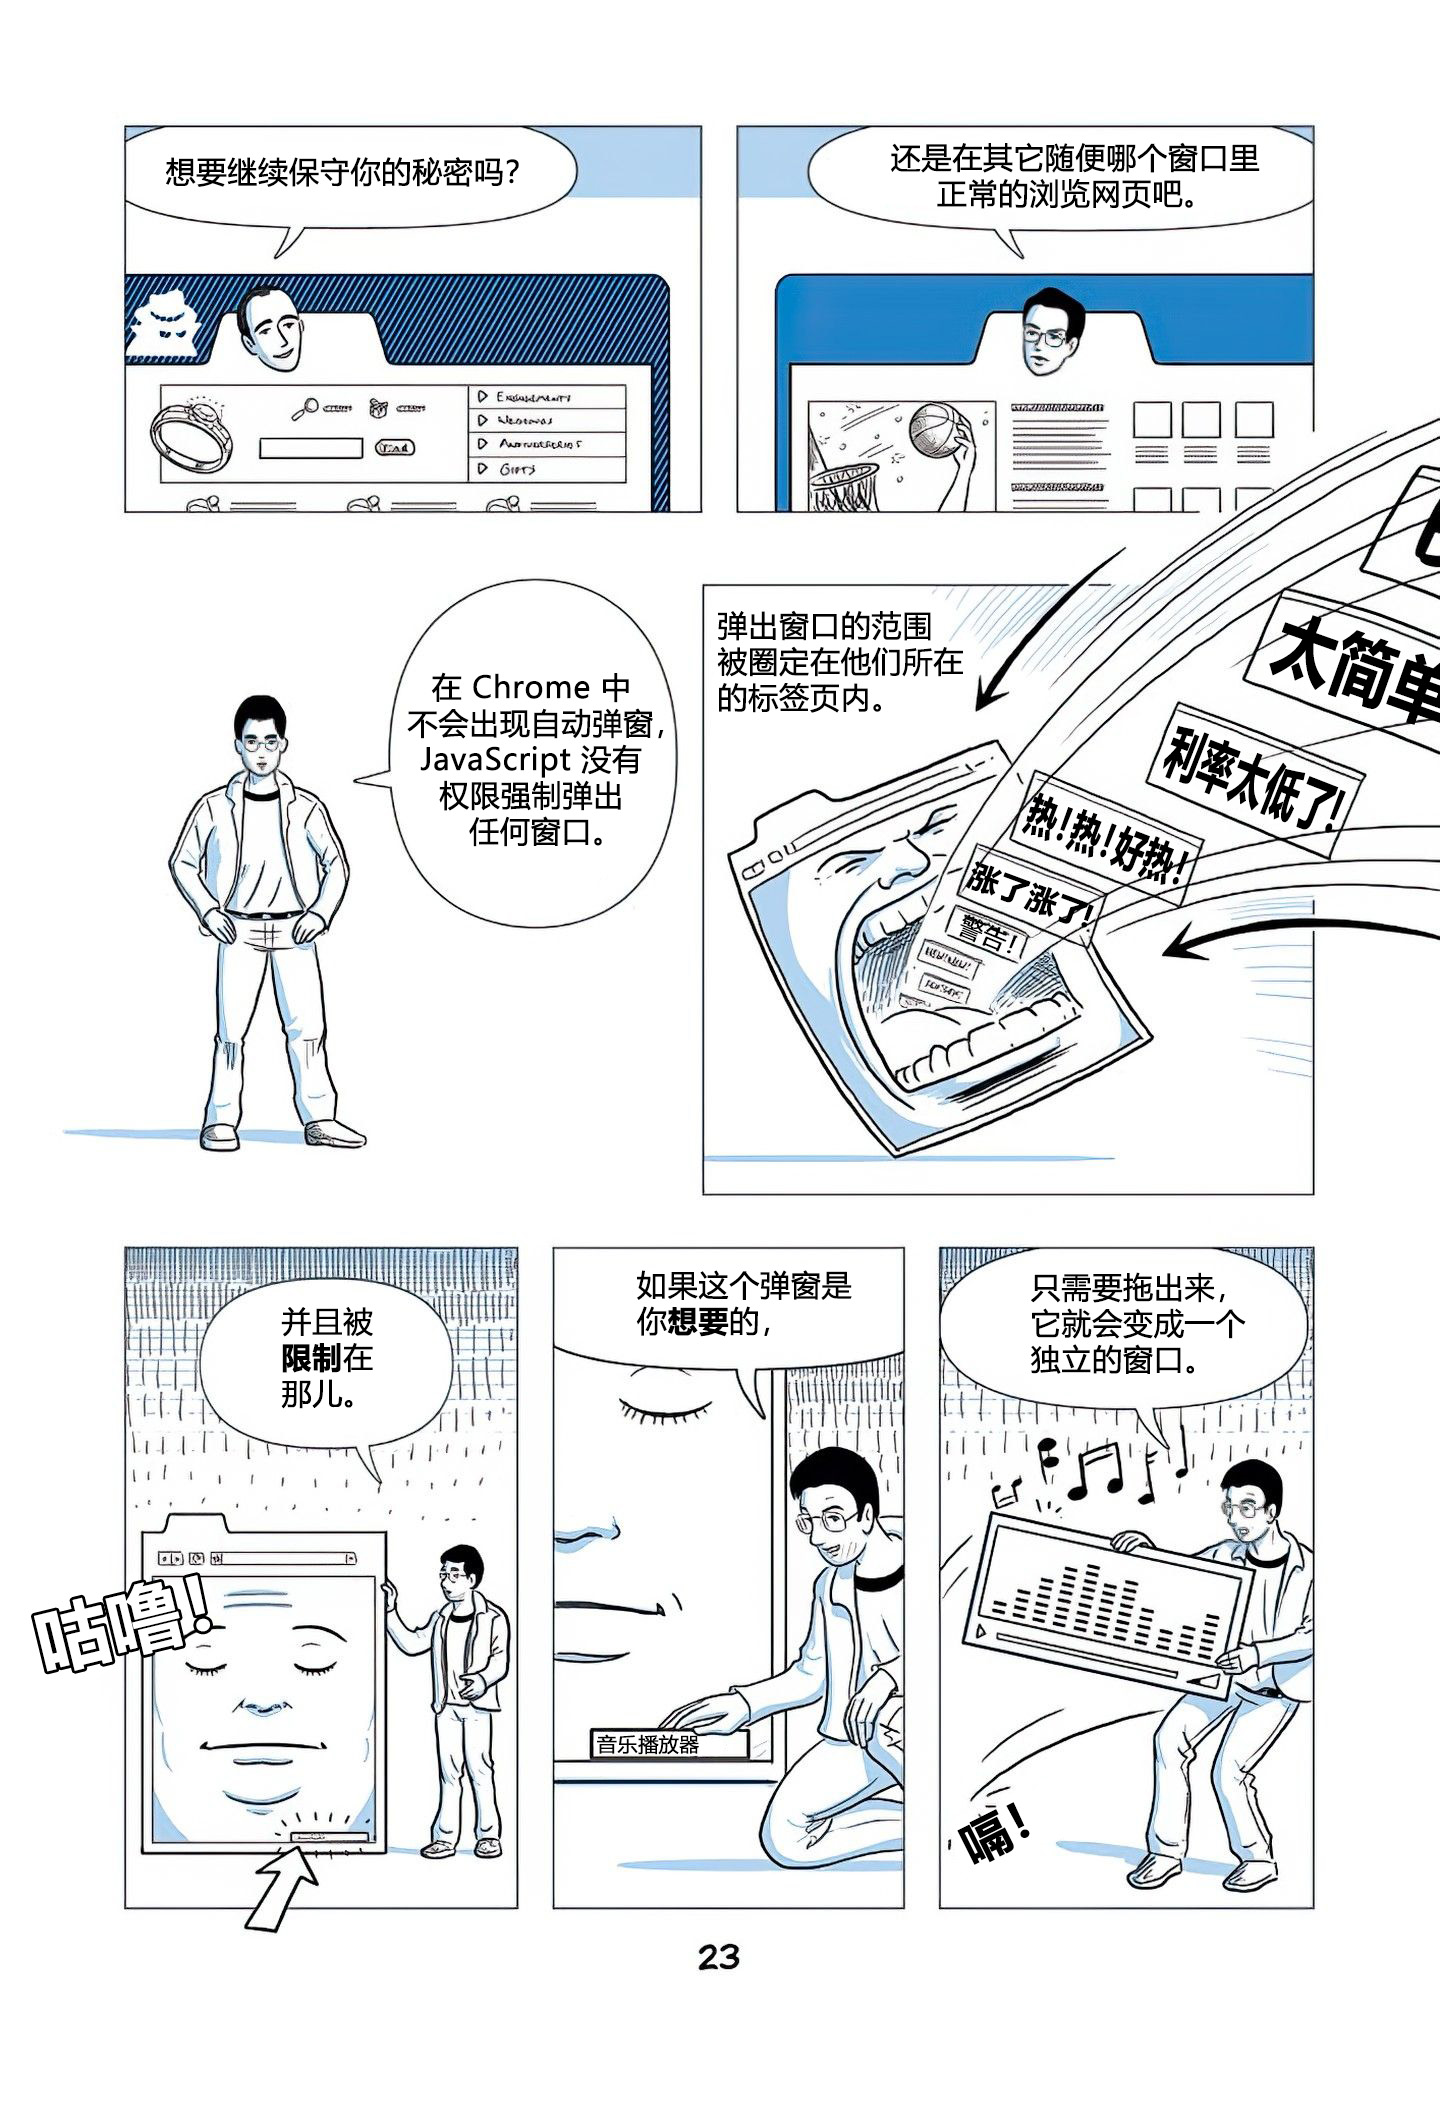 想要继续保守你的秘密吗？
还是在其它随便哪个窗口里
正常的浏览网页吧。
GIFTS
在 Chrome 中
不会出现自动弹窗，
JavaScript 没有
权限强制弹出
任何窗口。
弹出窗口的范围
被圈定在他们所在
的标签页内。
太简单
利率太低了！
热！热！好热！
涨了涨了！
警告！
并且被
限制在
那儿。
咕噜！
如果这个弹窗是
你想要的，
音乐播放器
只需要拖出来，
它就会变成一个
独立的窗口。
嗝！
23